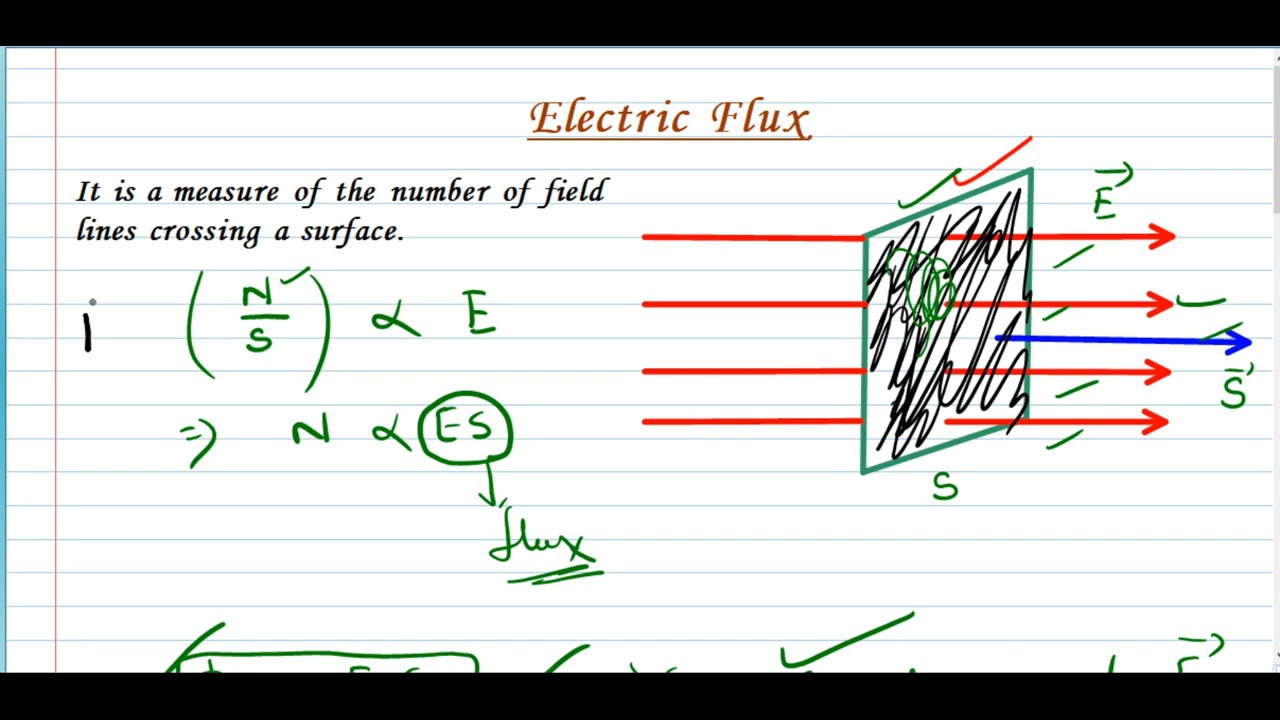 Electric Flux
It is a measure of the number of field
lines crossing a surface.
(N/S) ∝ E
⇒ N ∝ ES
flux
E⃗
S⃗
S